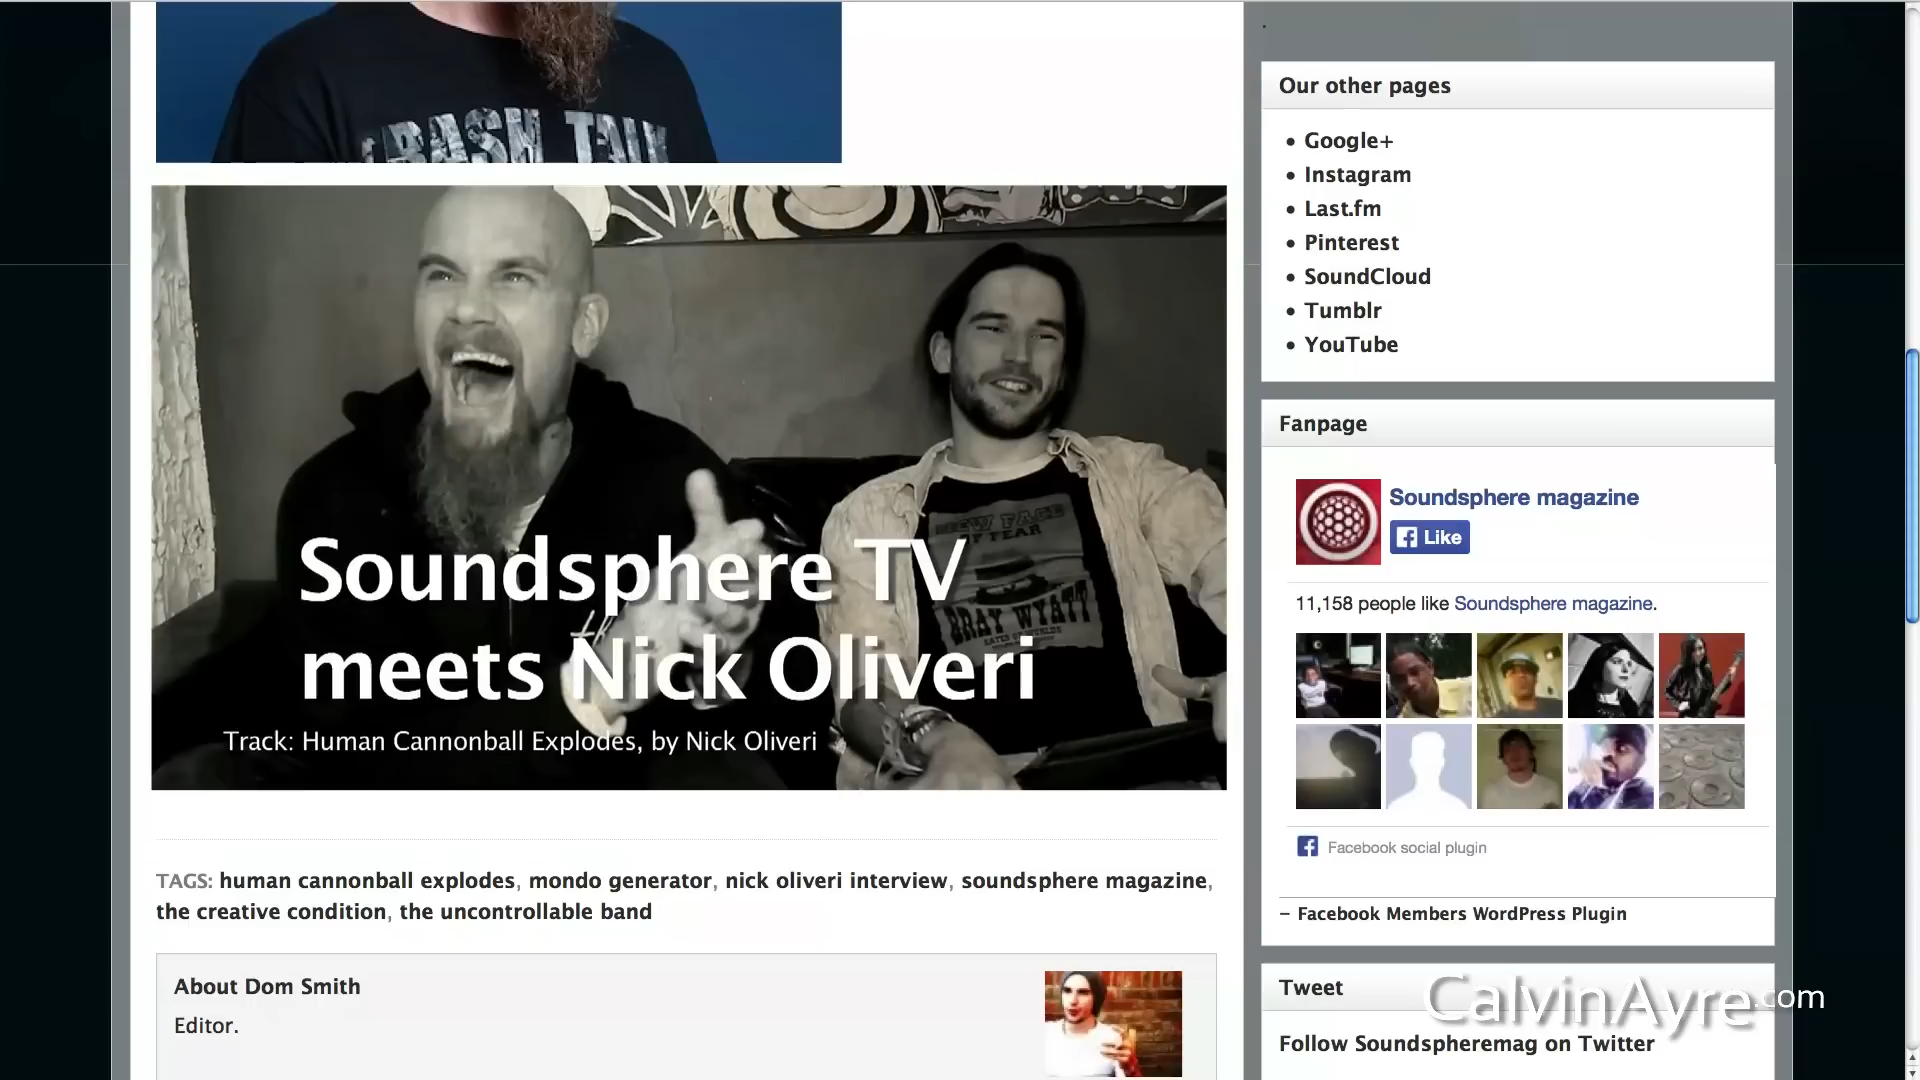 TRASH TALK
Soundsphere TV
meets Nick Oliveri
Track: Human Cannonball Explodes, by Nick Oliveri
TAGS: human cannonball explodes, mondo generator, nick oliveri interview, soundsphere magazine,
the creative condition, the uncontrollable band
About Dom Smith
Editor.
Our other pages
• Google+
• Instagram
• Last.fm
• Pinterest
• SoundCloud
• Tumblr
• YouTube
Fanpage
Soundsphere magazine
Like
11,158 people like Soundsphere magazine.
Facebook social plugin
– Facebook Members WordPress Plugin
Tweet
CalvinAyre.com
Follow Soundspheremag on Twitter